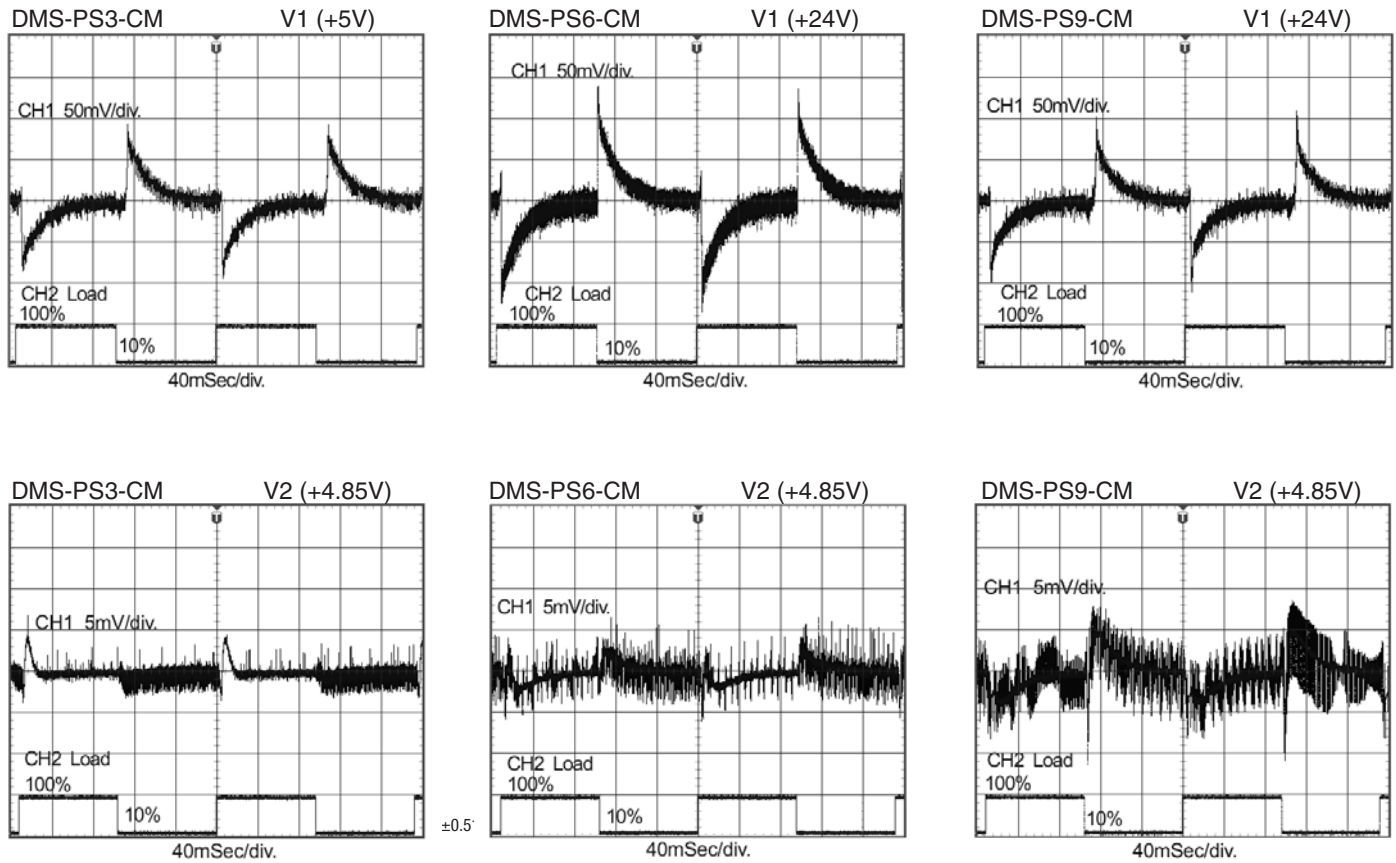 DMS-PS3-CM V1 (+5V)
CH1 50mV/div.
CH2 Load
100%
10%
40mSec/div.
DMS-PS6-CM V1 (+24V)
CH1 50mV/div.
CH2 Load
100%
10%
40mSec/div.
DMS-PS9-CM V1 (+24V)
CH1 50mV/div.
CH2 Load
100%
10%
40mSec/div.
DMS-PS3-CM V2 (+4.85V)
CH1 5mV/div.
CH2 Load
100%
10%
40mSec/div.
±0.5
DMS-PS6-CM V2 (+4.85V)
CH1 5mV/div.
CH2 Load
100%
10%
40mSec/div.
DMS-PS9-CM V2 (+4.85V)
CH1 5mV/div.
CH2 Load
100%
10%
40mSec/div.